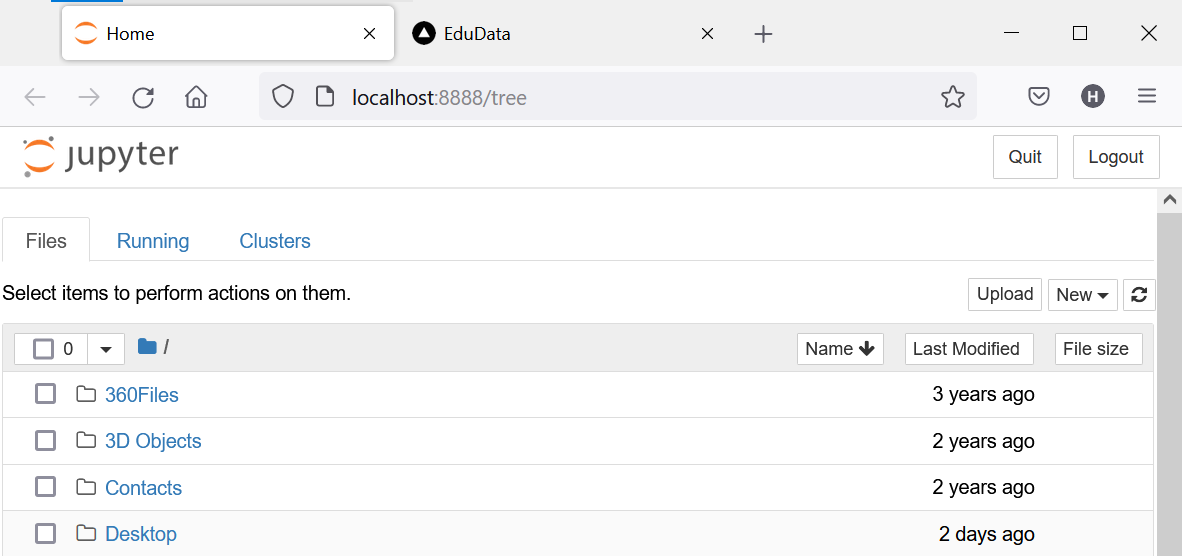 Home EduData
localhost:8888/tree H
jupyter Quit Logout
Files Running Clusters
Select items to perform actions on them. Upload New
0 / Name Last Modified File size
360Files 3 years ago
3D Objects 2 years ago
Contacts 2 years ago
Desktop 2 days ago